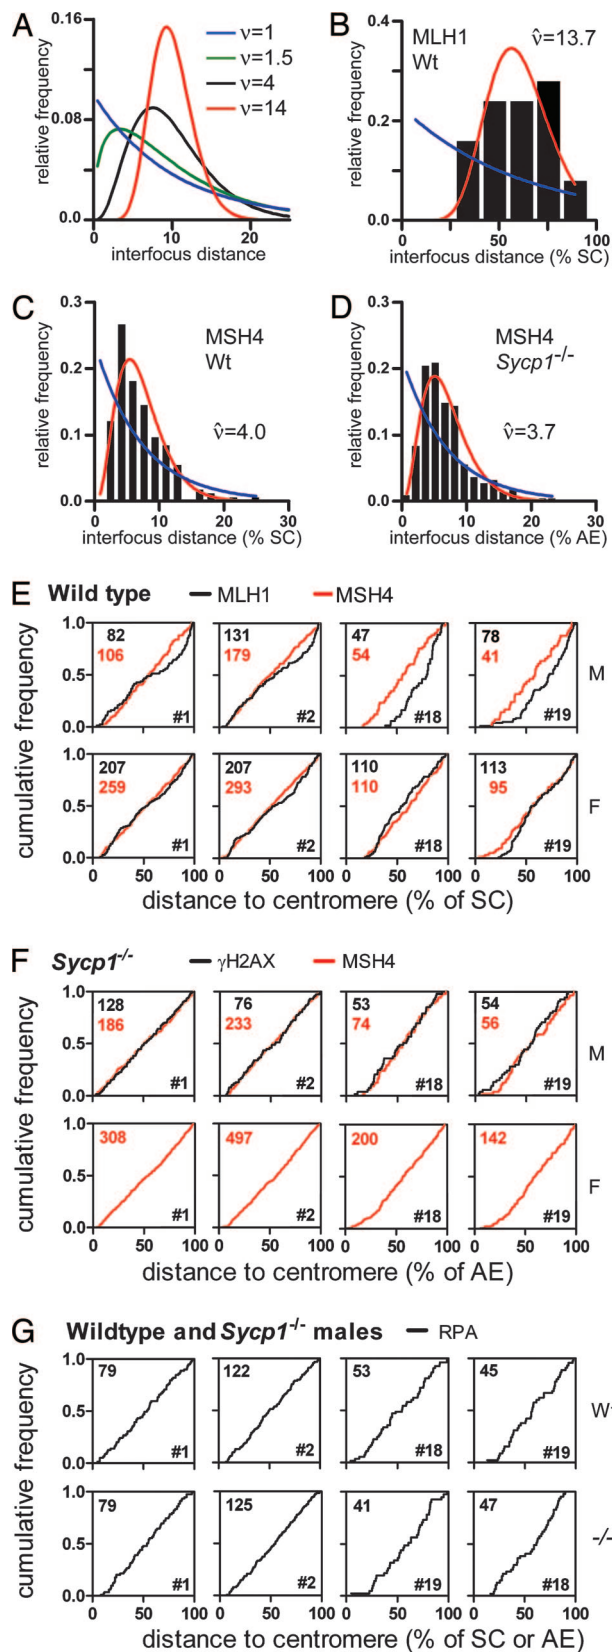 A
0.16
0.08
0.0
relative frequency
ν=1
ν=1.5
ν=4
ν=14
0
10
20
interfocus distance
B
0.4
0.2
0.0
relative frequency
MLH1
Wt
ν̂=13.7
0
50
100
interfocus distance (% SC)
C
0.3
0.2
0.1
0.0
relative frequency
MSH4
Wt
ν̂=4.0
0
10
20
30
interfocus distance (% SC)
D
0.3
0.2
0.1
0.0
relative frequency
MSH4
Sycp1-/-
ν̂=3.7
0
10
20
30
interfocus distance (% AE)
E Wild type MLH1 MSH4
cumulative frequency
1.0
0.5
0.0
82
106
#1
131
179
#2
47
54
#18
78
41
#19
M
1.0
0.5
0.0
207
259
#1
207
293
#2
110
110
#18
113
95
#19
F
0 50 100 0 50 100 0 50 100 0 50 100
distance to centromere (% of SC)
F Sycp1-/- γH2AX MSH4
cumulative frequency
1.0
0.5
0.0
128
186
#1
76
233
#2
53
74
#18
54
56
#19
M
1.0
0.5
0.0
308
#1
497
#2
200
#18
142
#19
F
0 50 100 0 50 100 0 50 100 0 50 100
distance to centromere (% of AE)
G Wildtype and Sycp1-/- males RPA
cumulative frequency
1.0
0.5
0.0
79
#1
122
#2
53
#18
45
#19
1.0
0.5
0.0
79
#1
125
#2
41
#19
47
#18
-/-
0 50 100 0 50 100 0 50 100 0 50 100
distance to centromere (% of SC or AE)